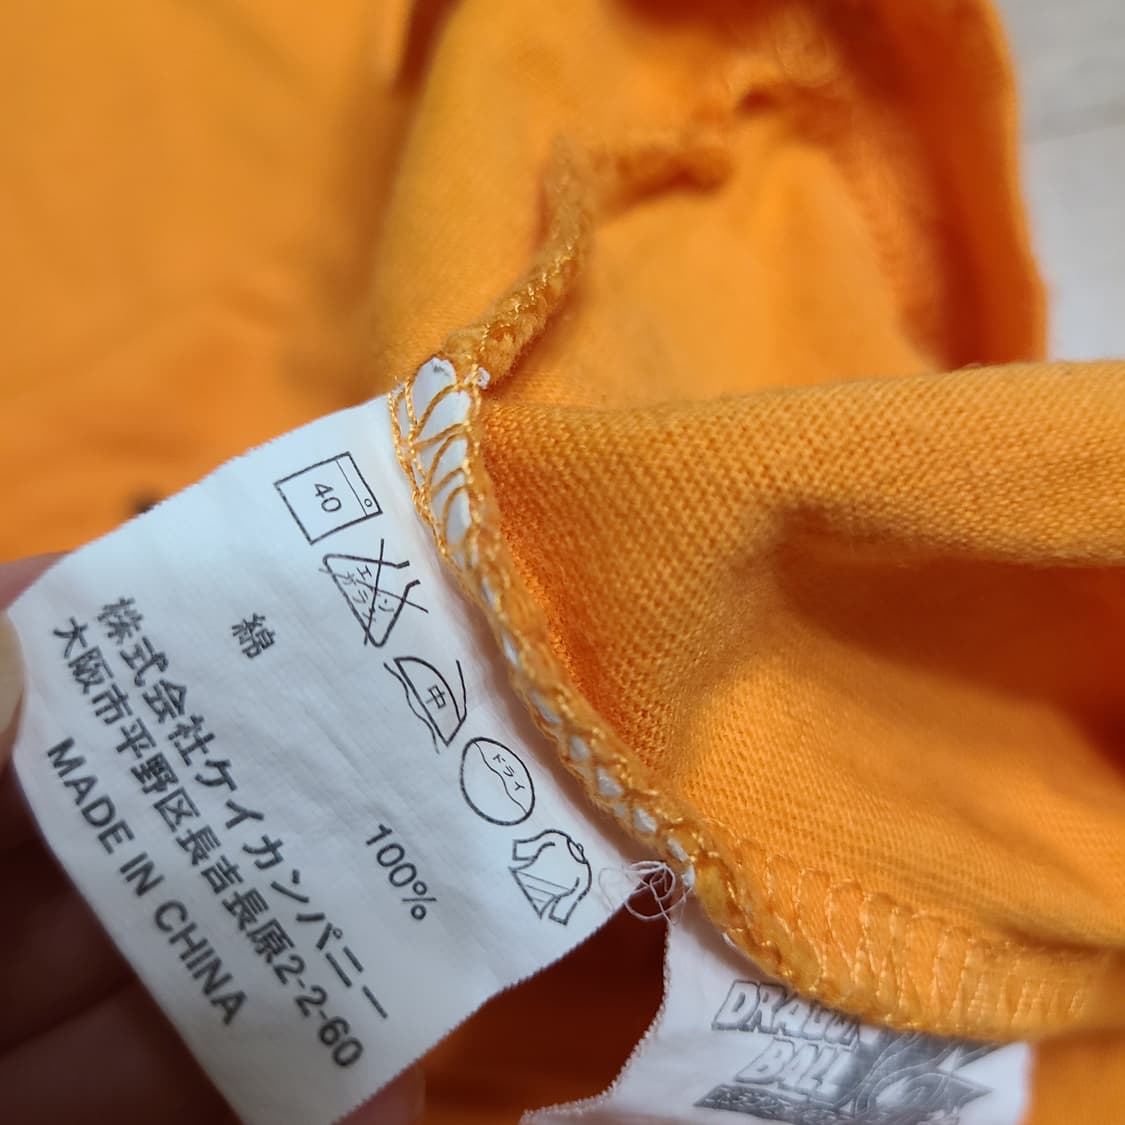 40
エンソ
サラシ
中
ドライ
綿 100%
株式会社ケイカンパニー
大阪市平野区長吉長原2-2-60
MADE IN CHINA
DRAGON
BALL